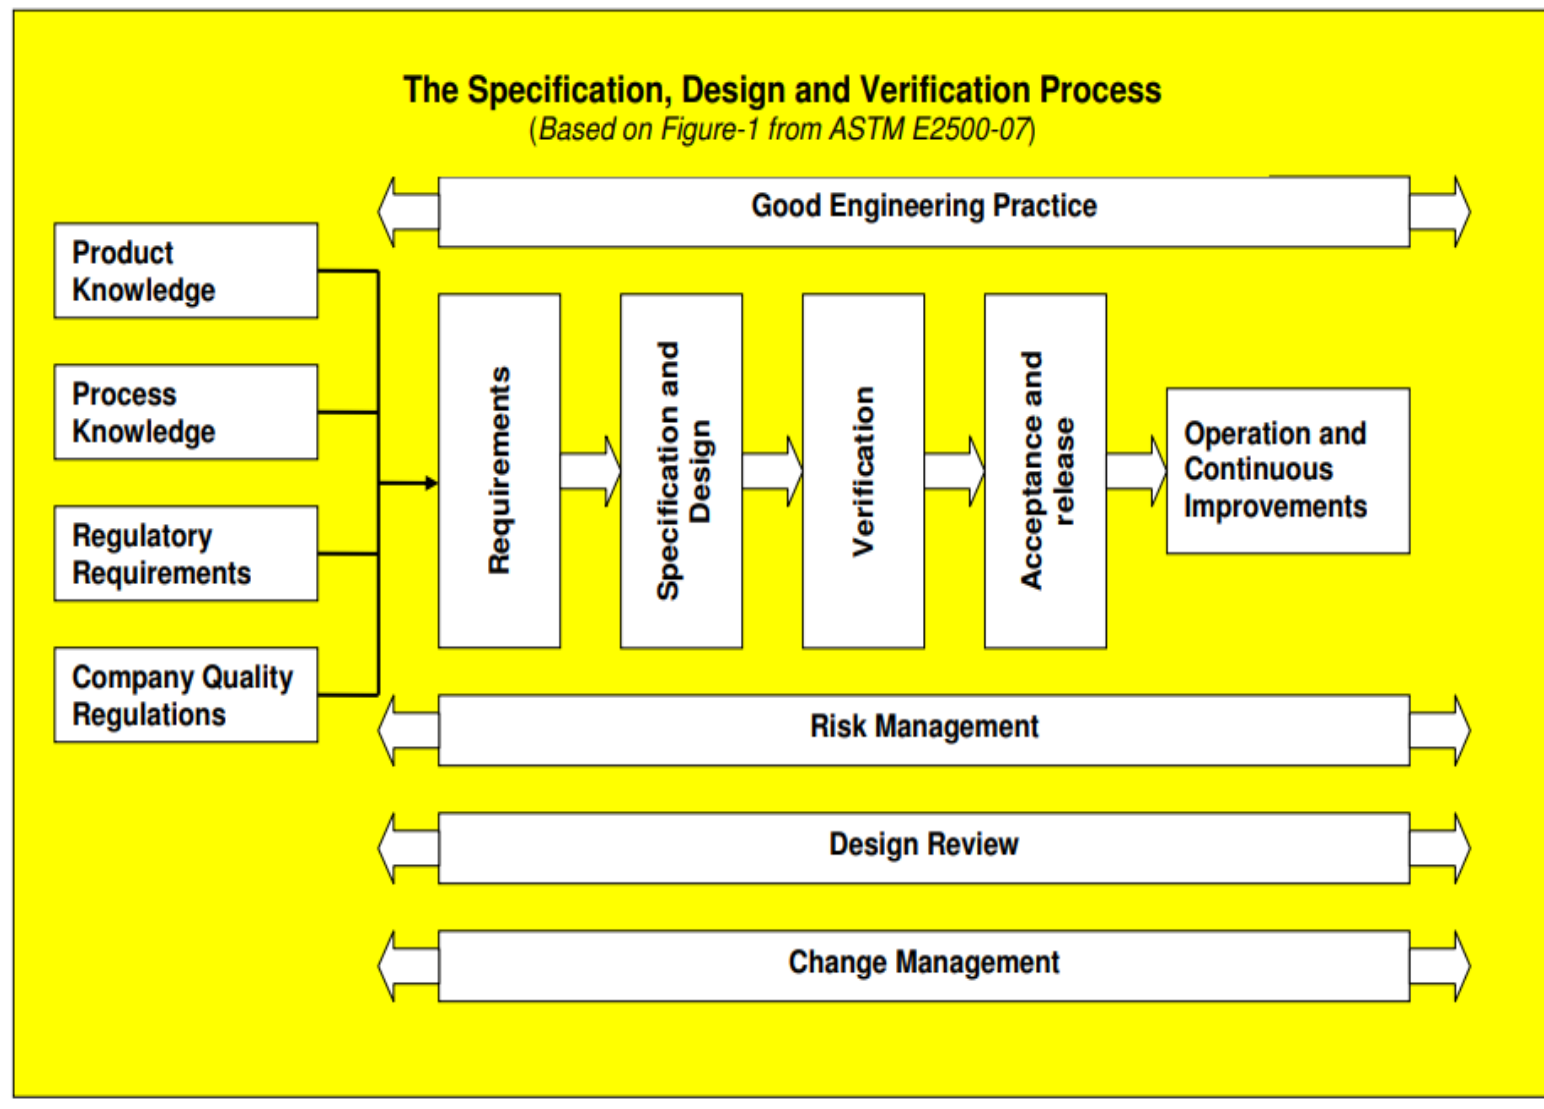 The Specification, Design and Verification Process
(Based on Figure-1 from ASTM E2500-07)
Good Engineering Practice
Product
Knowledge
Process
Knowledge
Regulatory
Requirements
Company Quality
Regulations
Requirements
Specification and
Design
Verification
Acceptance and
release
Operation and
Continuous
Improvements
Risk Management
Design Review
Change Management